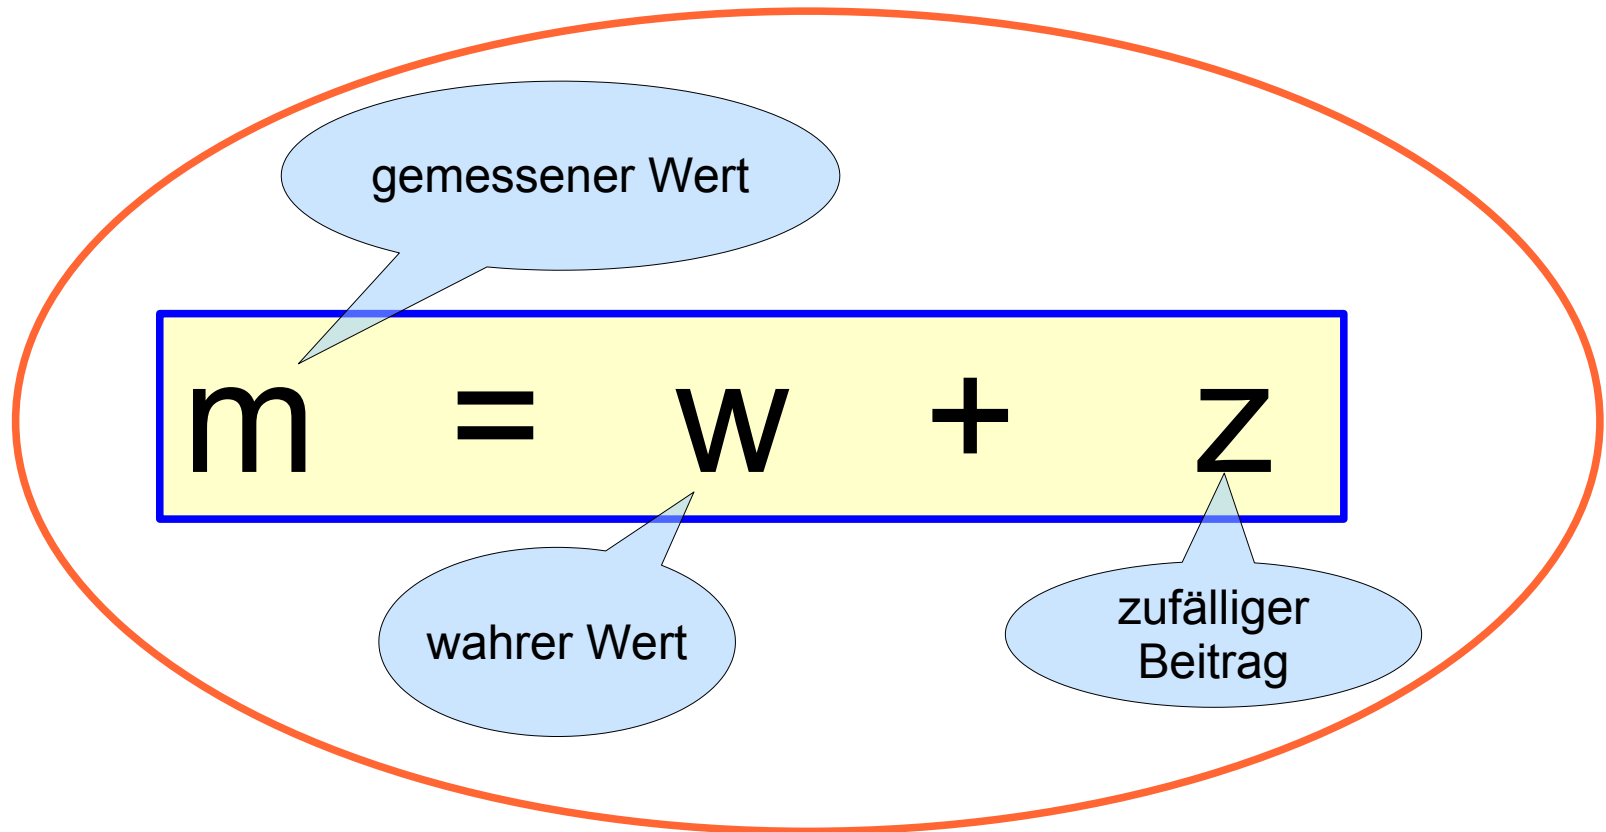 gemessener Wert
m = w + z
wahrer Wert
zufälliger
Beitrag